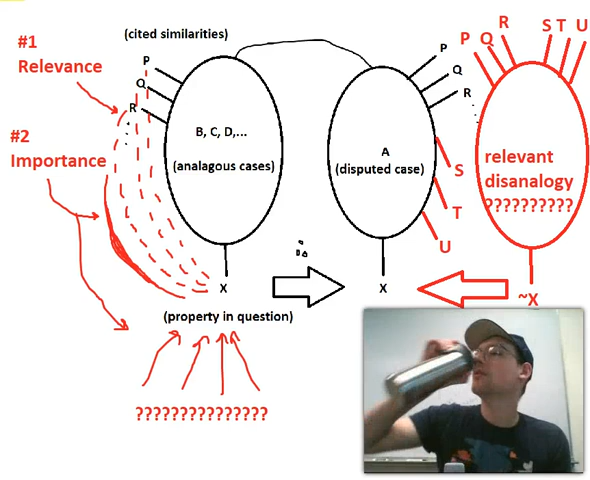 #1
Relevance
(cited similarities)
P
Q
R
B, C, D,...
(analagous cases)
#2
Importance
X
(property in question)
???????????????
P
Q
R
A
(disputed case)
S
T
U
X
P Q R S T U
relevant
disanalogy
??????????
~X